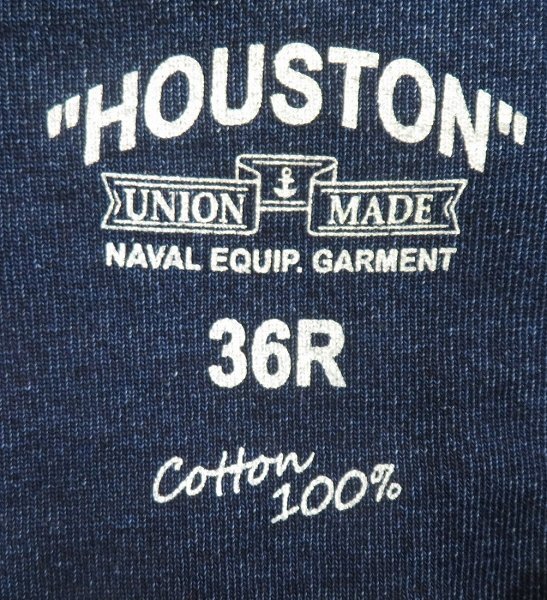 "HOUSTON"
UNION MADE
NAVAL EQUIP. GARMENT
36R
Cotton
100%